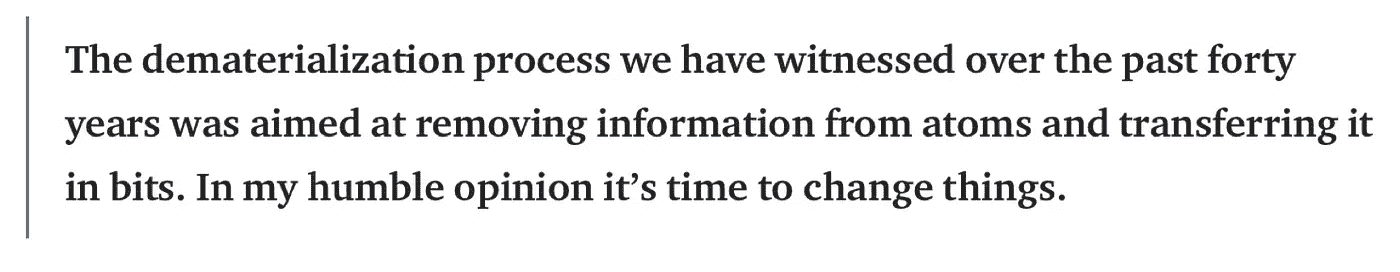 The dematerialization process we have witnessed over the past forty
years was aimed at removing information from atoms and transferring it
in bits. In my humble opinion it’s time to change things.